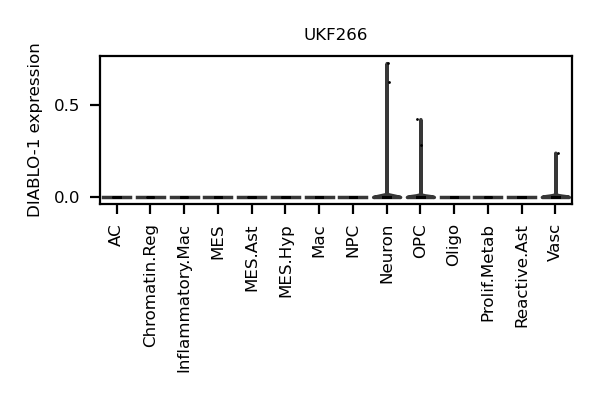 UKF266
DIABLO-1 expression
0.5
0.0
AC
Chromatin.Reg
Inflammatory.Mac
MES
MES.Ast
MES.Hyp
Mac
NPC
Neuron
OPC
Oligo
Prolif.Metab
Reactive.Ast
Vasc